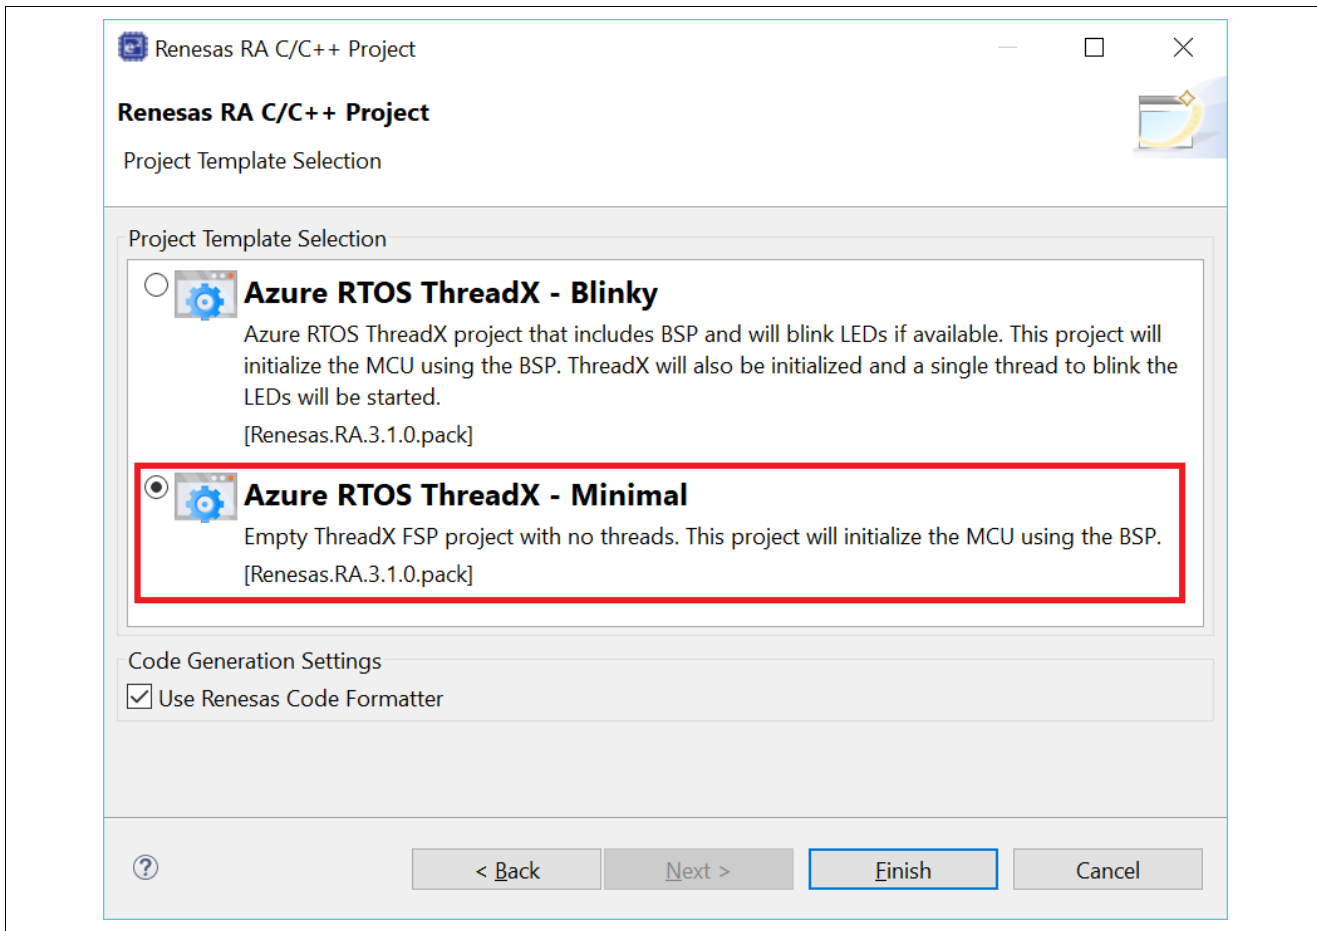 Renesas RA C/C++ Project
Renesas RA C/C++ Project
Project Template Selection
Project Template Selection
Azure RTOS ThreadX - Blinky
Azure RTOS ThreadX project that includes BSP and will blink LEDs if available. This project will
initialize the MCU using the BSP. ThreadX will also be initialized and a single thread to blink the
LEDs will be started.
[Renesas.RA.3.1.0.pack]
Azure RTOS ThreadX - Minimal
Empty ThreadX FSP project with no threads. This project will initialize the MCU using the BSP.
[Renesas.RA.3.1.0.pack]
Code Generation Settings
Use Renesas Code Formatter
? < Back Next > Finish Cancel